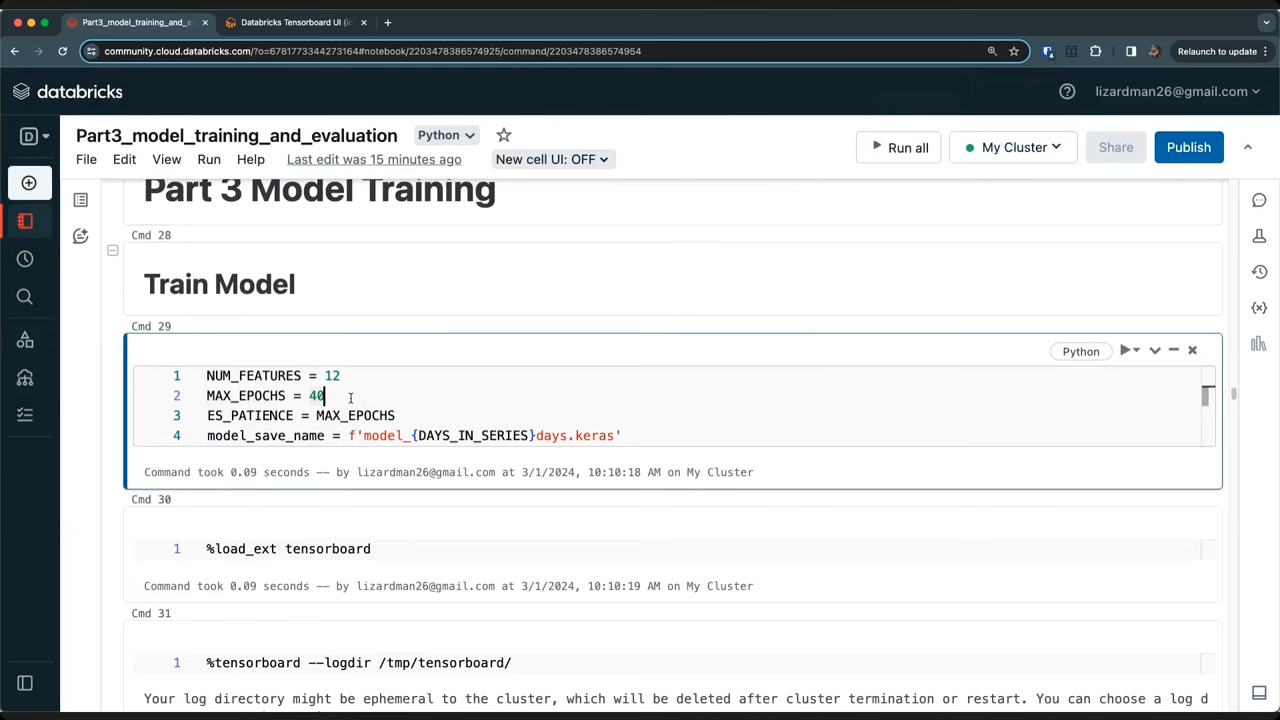 Part3_model_training_and_e
Databricks Tensorboard UI (i
community.cloud.databricks.com/?o=6781773344273164#notebook/2203478386574925/command/2203478386574954
Relaunch to update
databricks
lizardman26@gmail.com
D
Part3_model_training_and_evaluation
Python
Run all
My Cluster
Share
Publish
File
Edit
View
Run
Help
Last edit was 15 minutes ago
New cell UI: OFF
Part 3 Model Training
Cmd 28
Train Model
Cmd 29
Python
1 NUM_FEATURES = 12
2 MAX_EPOCHS = 40
3 ES_PATIENCE = MAX_EPOCHS
4 model_save_name = f'model_{DAYS_IN_SERIES}days.keras'
Command took 0.09 seconds -- by lizardman26@gmail.com at 3/1/2024, 10:10:18 AM on My Cluster
Cmd 30
1 %load_ext tensorboard
Command took 0.09 seconds -- by lizardman26@gmail.com at 3/1/2024, 10:10:19 AM on My Cluster
Cmd 31
1 %tensorboard --logdir /tmp/tensorboard/
Your log directory might be ephemeral to the cluster, which will be deleted after cluster termination or restart. You can choose a log d